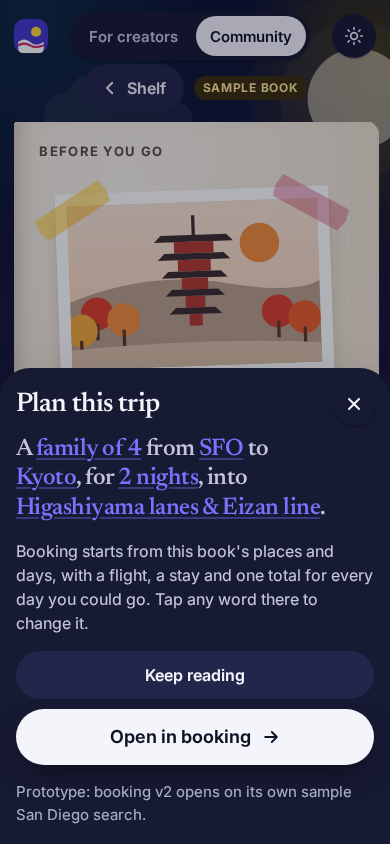 For creators
Community
Shelf
SAMPLE BOOK
BEFORE YOU GO
Plan this trip
A family of 4 from SFO to
Kyoto, for 2 nights, into
Higashiyama lanes & Eizan line.
Booking starts from this book's places and
days, with a flight, a stay and one total for every
day you could go. Tap any word there to
change it.
Keep reading
Open in booking
Prototype: booking v2 opens on its own sample
San Diego search.